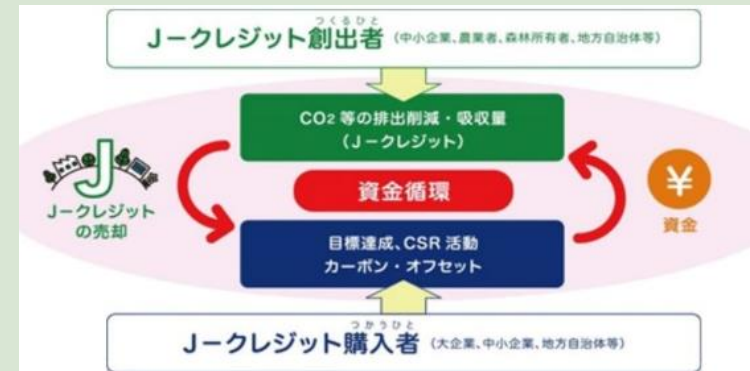 つくるひと
J－クレジット創出者（中小企業、農業者、森林所有者、地方自治体等）
CO2 等の排出削減・吸収量
（J－クレジット）
J
J－クレジット
の売却
資金循環
¥
資金
目標達成、CSR 活動
カーボン・オフセット
つかうひと
J－クレジット購入者（大企業、中小企業、地方自治体等）